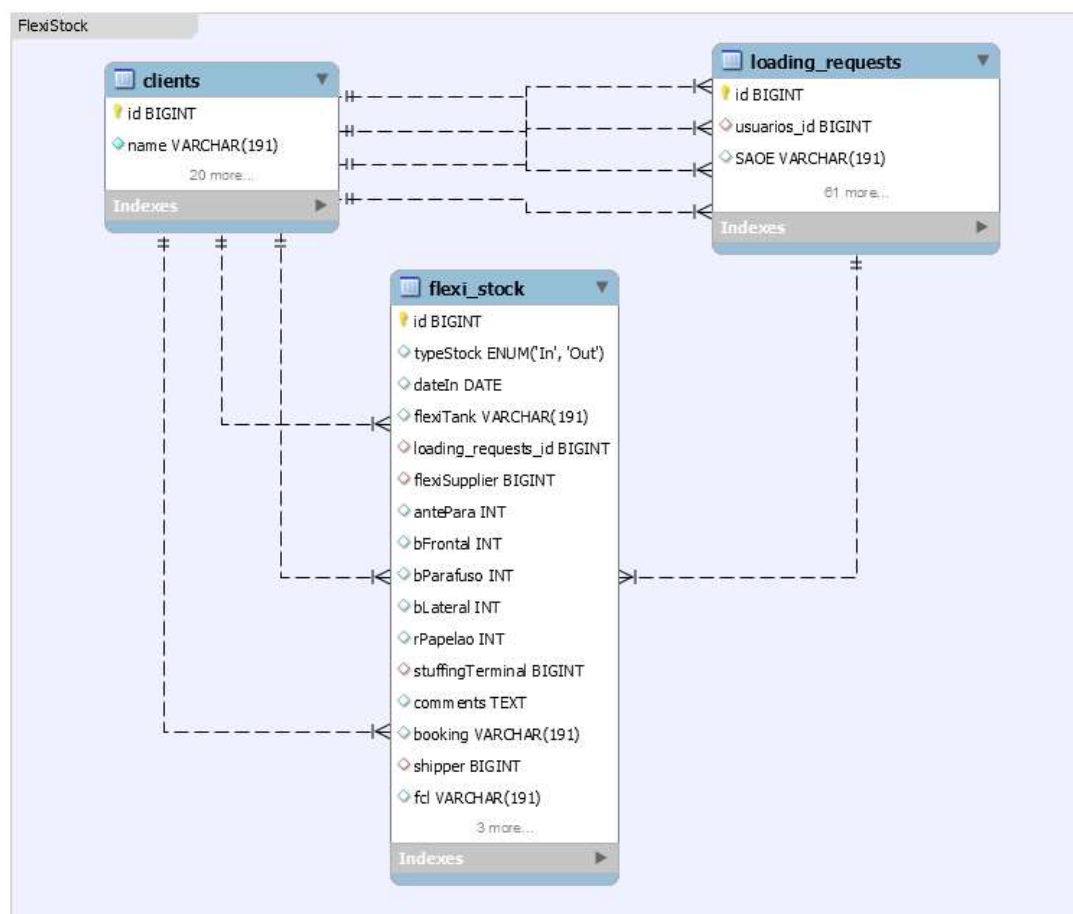 FlexiStock
clients
id BIGINT
name VARCHAR(191)
20 more...
Indexes
loading_requests
id BIGINT
usuarios_id BIGINT
SAOE VARCHAR(191)
61 more...
Indexes
flexi_stock
id BIGINT
typeStock ENUM('In', 'Out')
dateIn DATE
flexiTank VARCHAR(191)
loading_requests_id BIGINT
flexiSupplier BIGINT
antePara INT
bFrontal INT
bParafuso INT
bLateral INT
rPapelao INT
stuffingTerminal BIGINT
comments TEXT
booking VARCHAR(191)
shipper BIGINT
fcl VARCHAR(191)
3 more...
Indexes